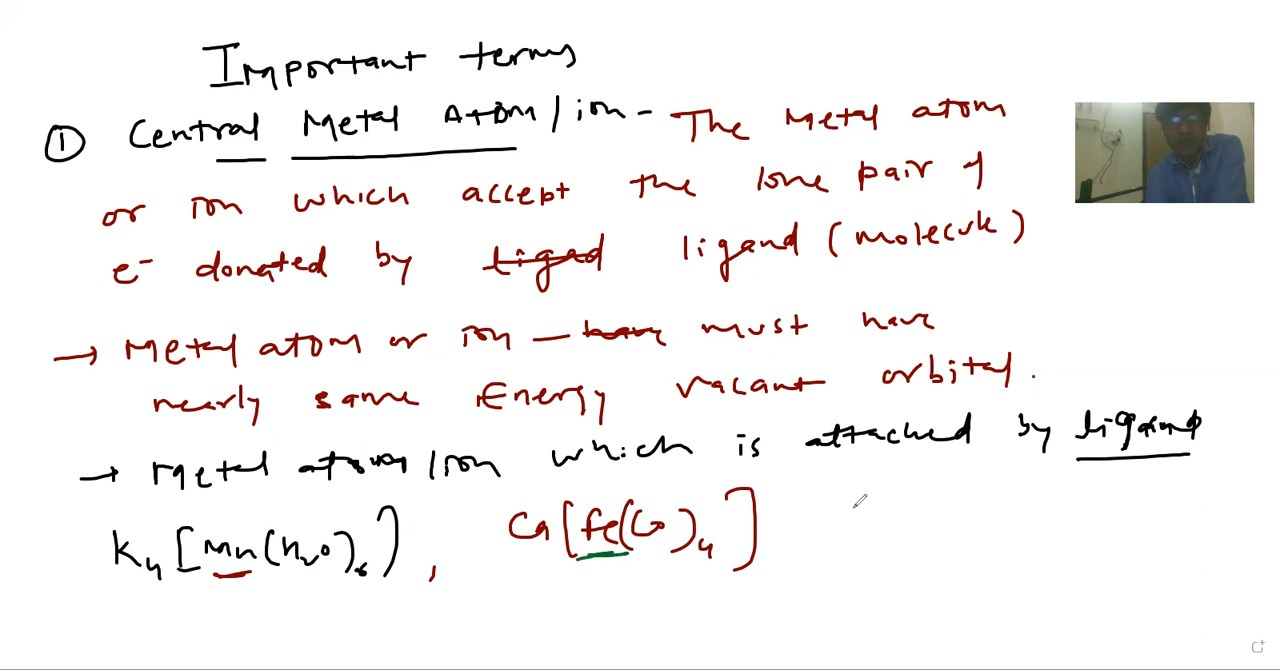 Important terms
① Central Metal Atom/ion - The Metal atom
or ion which accept the lone pair of
e⁻ donated by ligad ligand (molecule)
→ Metal atom or ion — have must have
nearly same Energy vacant orbital.
→ Metal atom/Ion which is attached by ligand
K₄[Mn(H₂O)₆], Ca[Fe(CO)₄]